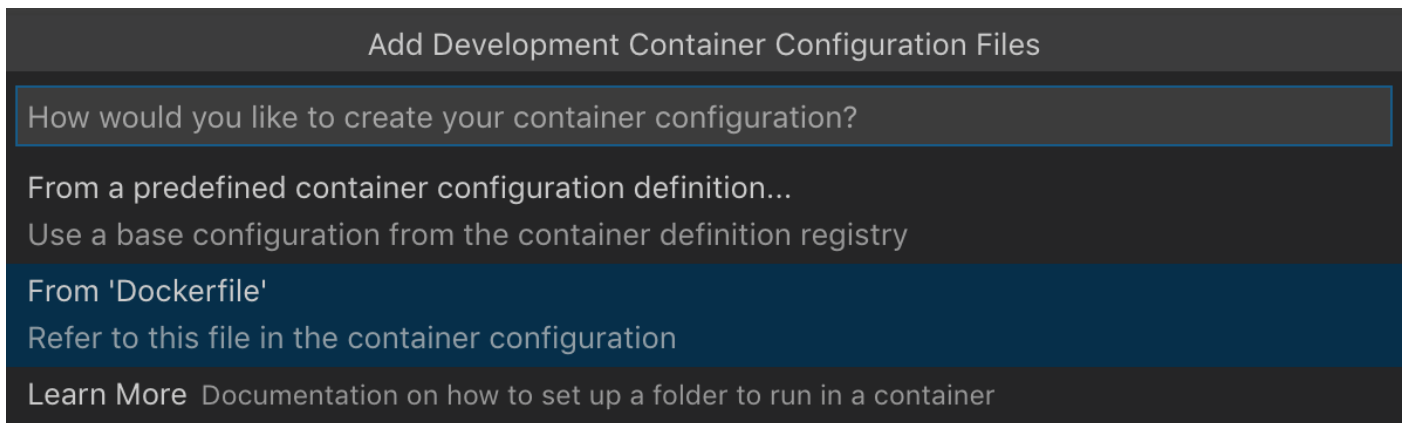 Add Development Container Configuration Files
How would you like to create your container configuration?
From a predefined container configuration definition...
Use a base configuration from the container definition registry
From 'Dockerfile'
Refer to this file in the container configuration
Learn More Documentation on how to set up a folder to run in a container